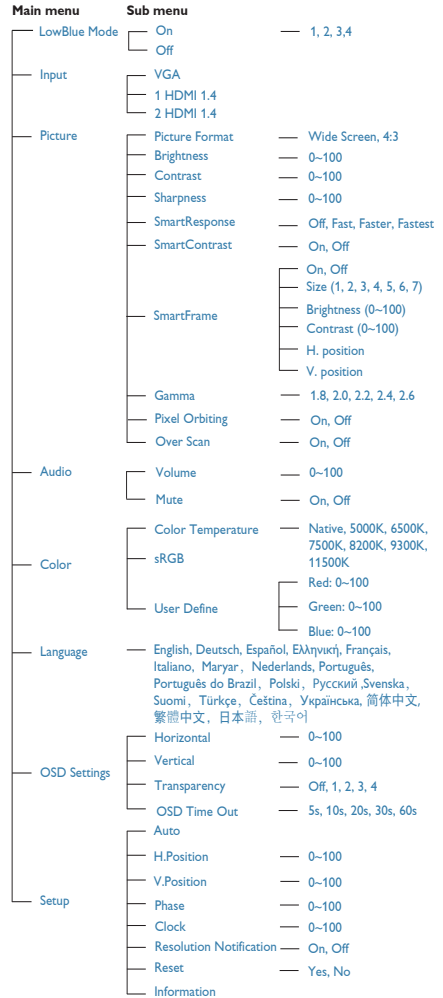 Main menu Sub menu
LowBlue Mode On 1, 2, 3,4
Off
Input VGA
1 HDMI 1.4
2 HDMI 1.4
Picture Picture Format Wide Screen, 4:3
Brightness 0~100
Contrast 0~100
Sharpness 0~100
SmartResponse Off, Fast, Faster, Fastest
SmartContrast On, Off
SmartFrame On, Off
Size (1, 2, 3, 4, 5, 6, 7)
Brightness (0~100)
Contrast (0~100)
H. position
V. position
Gamma 1.8, 2.0, 2.2, 2.4, 2.6
Pixel Orbiting On, Off
Over Scan On, Off
Audio Volume 0~100
Mute On, Off
Color Color Temperature Native, 5000K, 6500K,
7500K, 8200K, 9300K,
11500K
sRGB
User Define Red: 0~100
Green: 0~100
Blue: 0~100
Language English, Deutsch, Español, Ελληνική, Français,
Italiano, Maryar, Nederlands, Português,
Português do Brazil, Polski, Русский ,Svenska,
Suomi, Türkçe, Čeština, Українська, 简体中文,
繁體中文, 日本語, 한국어
OSD Settings Horizontal 0~100
Vertical 0~100
Transparency Off, 1, 2, 3, 4
OSD Time Out 5s, 10s, 20s, 30s, 60s
Setup Auto
H.Position 0~100
V.Position 0~100
Phase 0~100
Clock 0~100
Resolution Notification On, Off
Reset Yes, No
Information